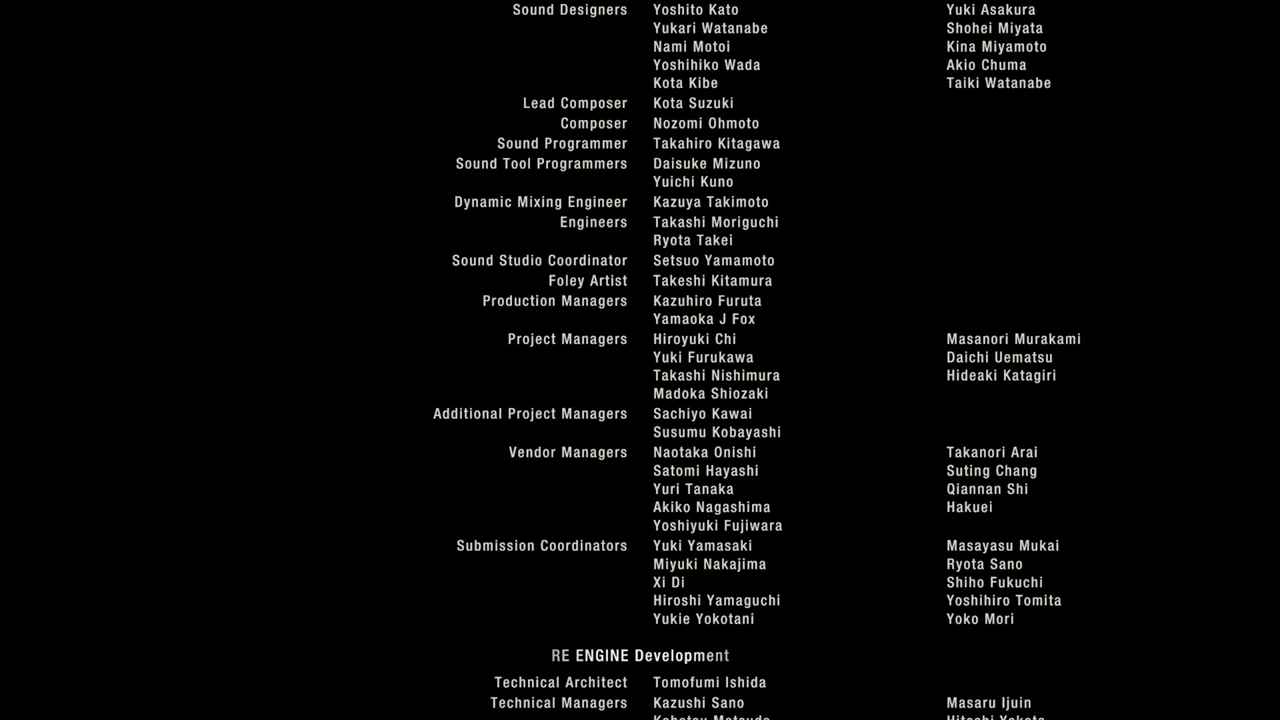 Sound Designers Yoshito Kato Yuki Asakura
Yukari Watanabe Shohei Miyata
Nami Motoi Kina Miyamoto
Yoshihiko Wada Akio Chuma
Kota Kibe Taiki Watanabe
Lead Composer Kota Suzuki
Composer Nozomi Ohmoto
Sound Programmer Takahiro Kitagawa
Sound Tool Programmers Daisuke Mizuno
Yuichi Kuno
Dynamic Mixing Engineer Kazuya Takimoto
Engineers Takashi Moriguchi
Ryota Takei
Sound Studio Coordinator Setsuo Yamamoto
Foley Artist Takeshi Kitamura
Production Managers Kazuhiro Furuta
Yamaoka J Fox
Project Managers Hiroyuki Chi Masanori Murakami
Yuki Furukawa Daichi Uematsu
Takashi Nishimura Hideaki Katagiri
Madoka Shiozaki
Additional Project Managers Sachiyo Kawai
Susumu Kobayashi
Vendor Managers Naotaka Onishi Takanori Arai
Satomi Hayashi Suting Chang
Yuri Tanaka Qiannan Shi
Akiko Nagashima Hakuei
Yoshiyuki Fujiwara
Submission Coordinators Yuki Yamasaki Masayasu Mukai
Miyuki Nakajima Ryota Sano
Xi Di Shiho Fukuchi
Hiroshi Yamaguchi Yoshihiro Tomita
Yukie Yokotani Yoko Mori
RE ENGINE Development
Technical Architect Tomofumi Ishida
Technical Managers Kazushi Sano Masaru Ijuin